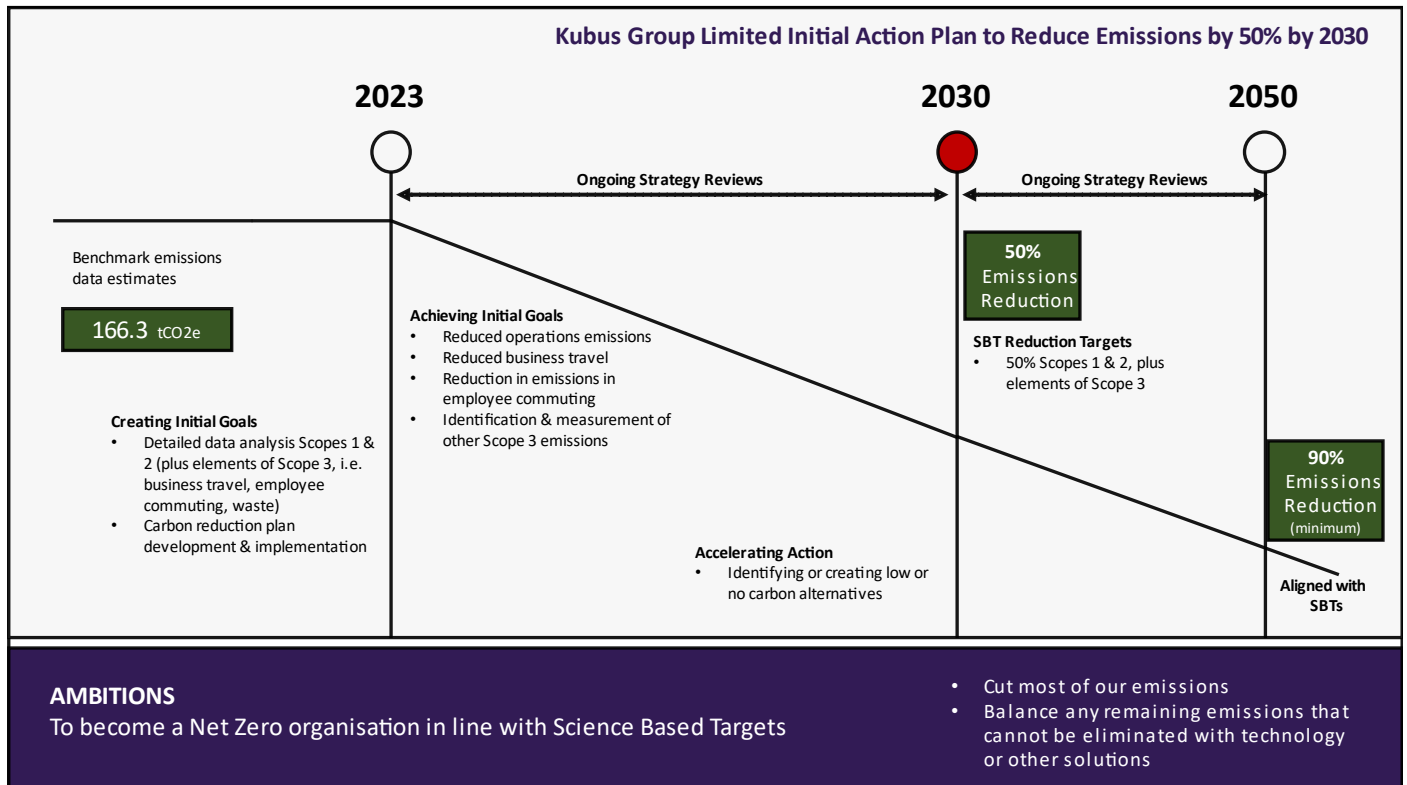 Kubus Group Limited Initial Action Plan to Reduce Emissions by 50% by 2030
2023
2030
2050
Ongoing Strategy Reviews
Ongoing Strategy Reviews
Benchmark emissions
data estimates
166.3 tCO2e
Creating Initial Goals
• Detailed data analysis Scopes 1 &
2 (plus elements of Scope 3, i.e.
business travel, employee
commuting, waste)
• Carbon reduction plan
development & implementation
Achieving Initial Goals
• Reduced operations emissions
• Reduced business travel
• Reduction in emissions in
employee commuting
• Identification & measurement of
other Scope 3 emissions
Accelerating Action
• Identifying or creating low or
no carbon alternatives
50%
Emissions
Reduction
SBT Reduction Targets
• 50% Scopes 1 & 2, plus
elements of Scope 3
90%
Emissions
Reduction
(minimum)
Aligned with
SBTs
AMBITIONS
To become a Net Zero organisation in line with Science Based Targets
• Cut most of our emissions
• Balance any remaining emissions that
cannot be eliminated with technology
or other solutions